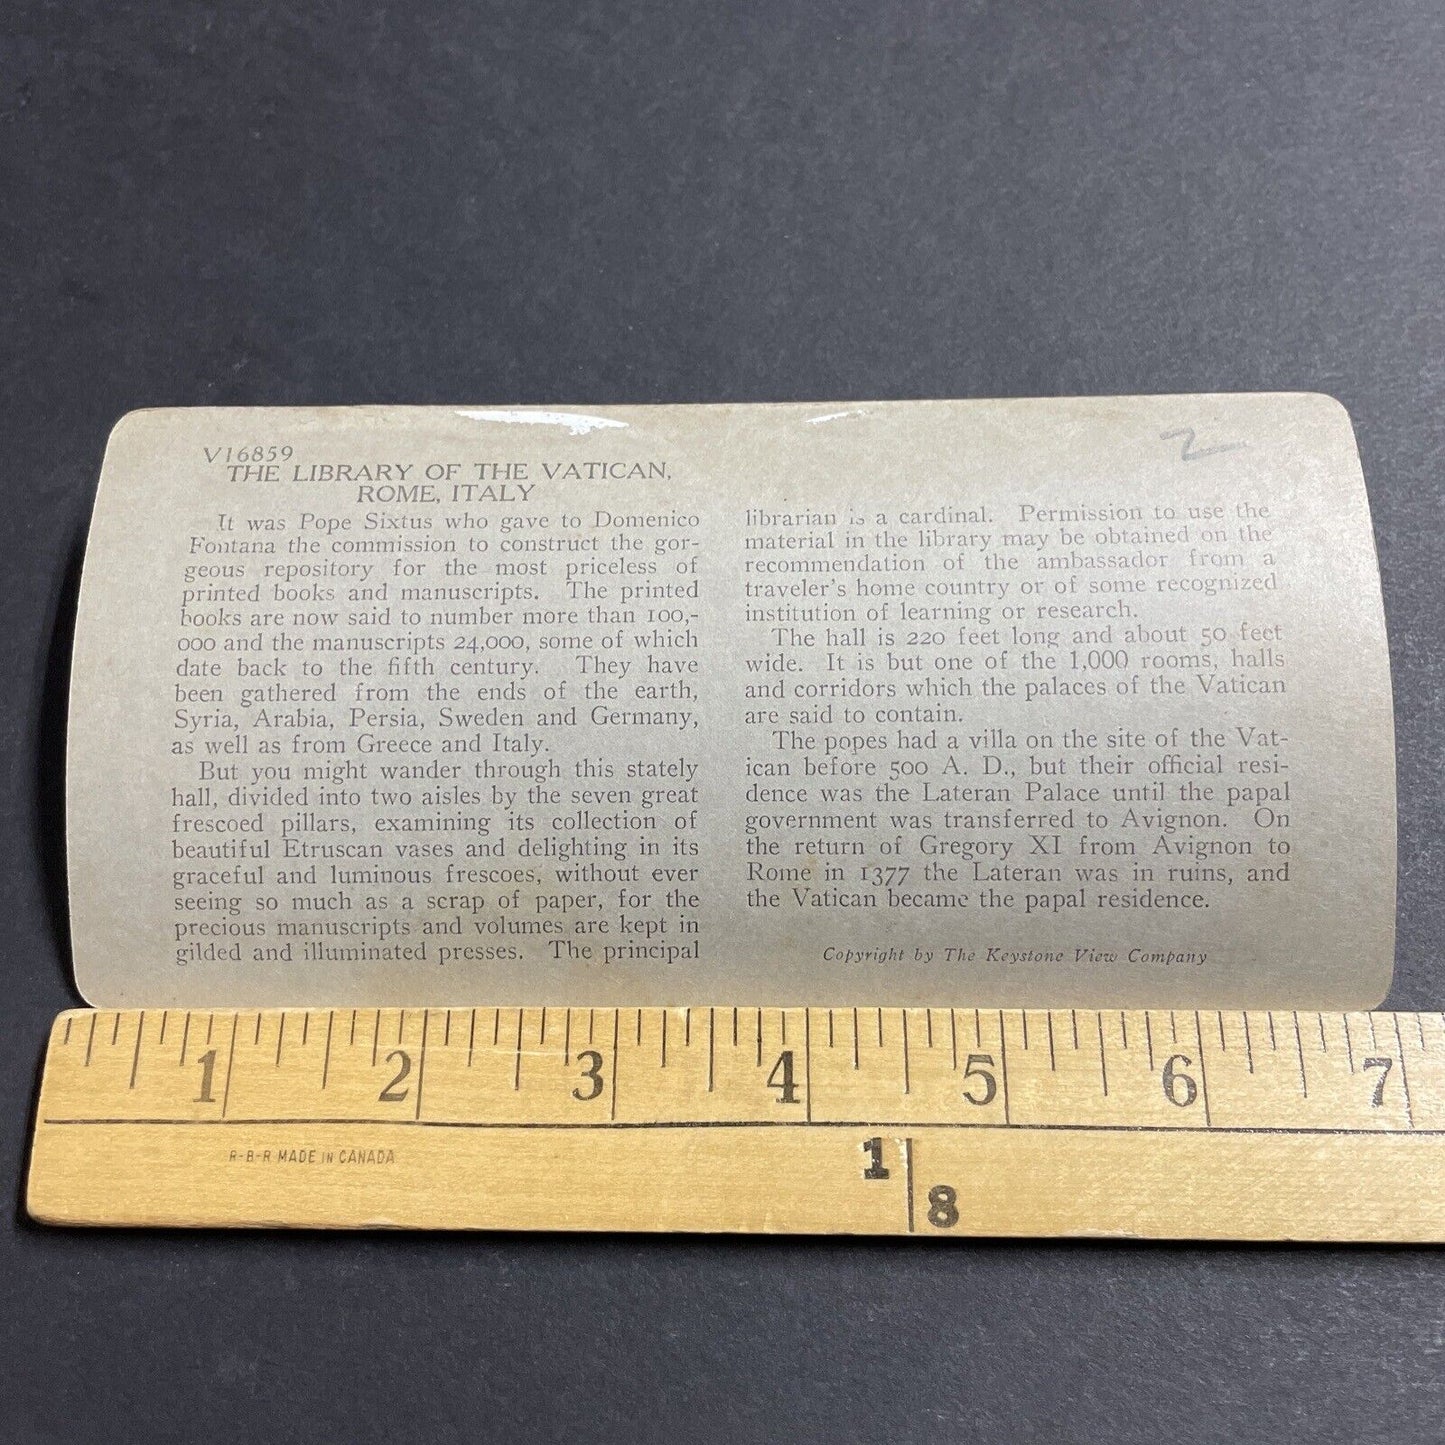 V16859
THE LIBRARY OF THE VATICAN,
ROME, ITALY
It was Pope Sixtus who gave to Domenico
Fontana the commission to construct the gor-
geous repository for the most priceless of
printed books and manuscripts. The printed
books are now said to number more than 100,-
000 and the manuscripts 24,000, some of which
date back to the fifth century. They have
been gathered from the ends of the earth,
Syria, Arabia, Persia, Sweden and Germany,
as well as from Greece and Italy.
But you might wander through this stately
hall, divided into two aisles by the seven great
frescoed pillars, examining its collection of
beautiful Etruscan vases and delighting in its
graceful and luminous frescoes, without ever
seeing so much as a scrap of paper, for the
precious manuscripts and volumes are kept in
gilded and illuminated presses. The principal
2
librarian is a cardinal. Permission to use the
material in the library may be obtained on the
recommendation of the ambassador from a
traveler's home country or of some recognized
institution of learning or research.
The hall is 220 feet long and about 50 feet
wide. It is but one of the 1,000 rooms, halls
and corridors which the palaces of the Vatican
are said to contain.
The popes had a villa on the site of the Vat-
ican before 500 A. D., but their official resi-
dence was the Lateran Palace until the papal
government was transferred to Avignon. On
the return of Gregory XI from Avignon to
Rome in 1377 the Lateran was in ruins, and
the Vatican became the papal residence.
Copyright by The Keystone View Company
1 2 3 4 5 6 7
R-B-R MADE IN CANADA
1
8